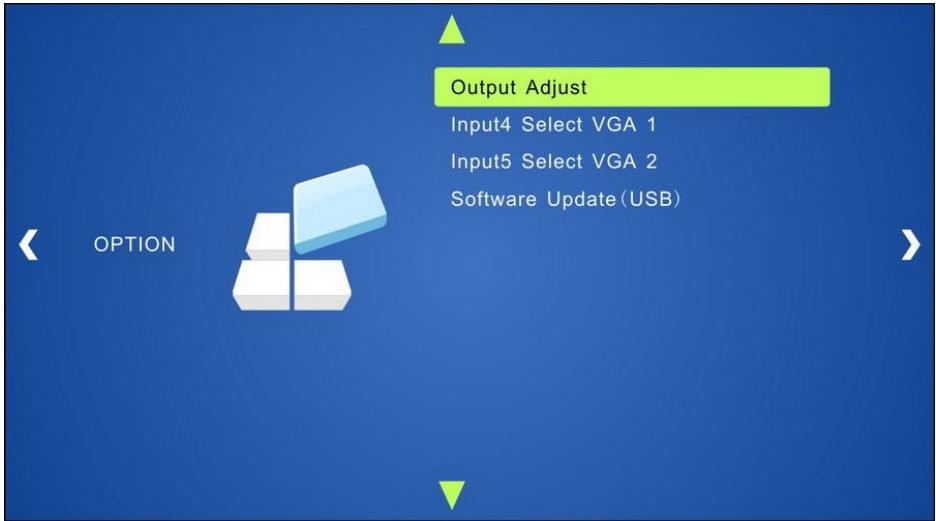 Output Adjust
Input4 Select VGA 1
Input5 Select VGA 2
Software Update(USB)
OPTION